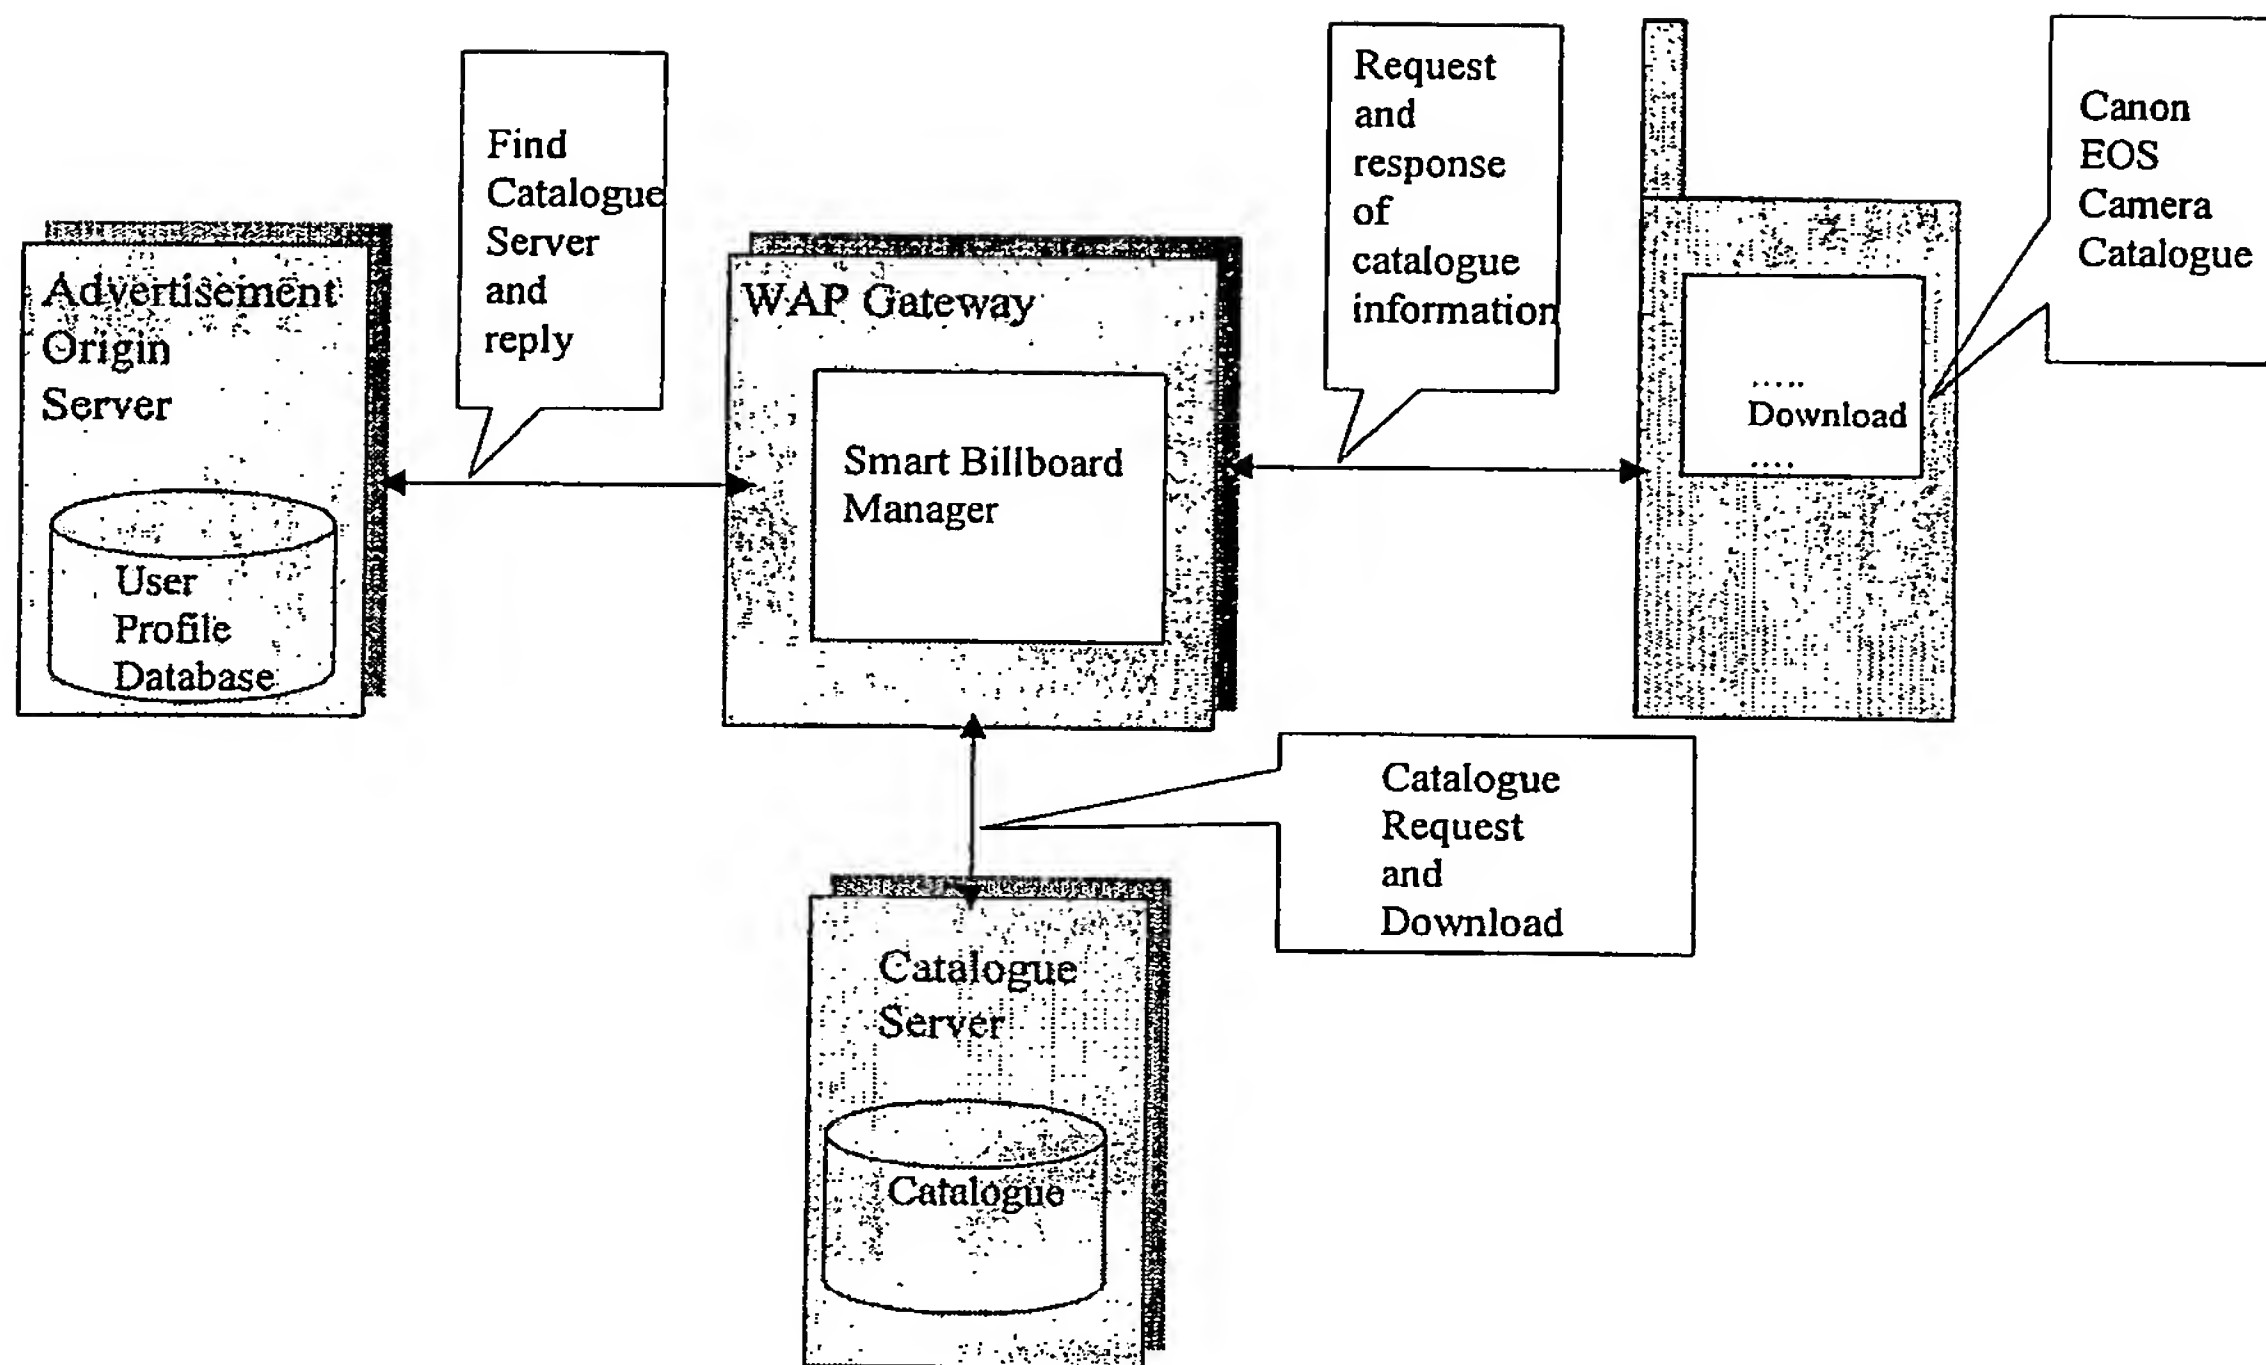 Find
Catalogue
Server
and
reply
Request
and
response
of
catalogue
information
Canon
EOS
Camera
Catalogue
Advertisement
Origin
Server
User
Profile
Database
WAP Gateway
Smart Billboard
Manager
.....
Download
....
Catalogue
Request
and
Download
Catalogue
Server
Catalogue